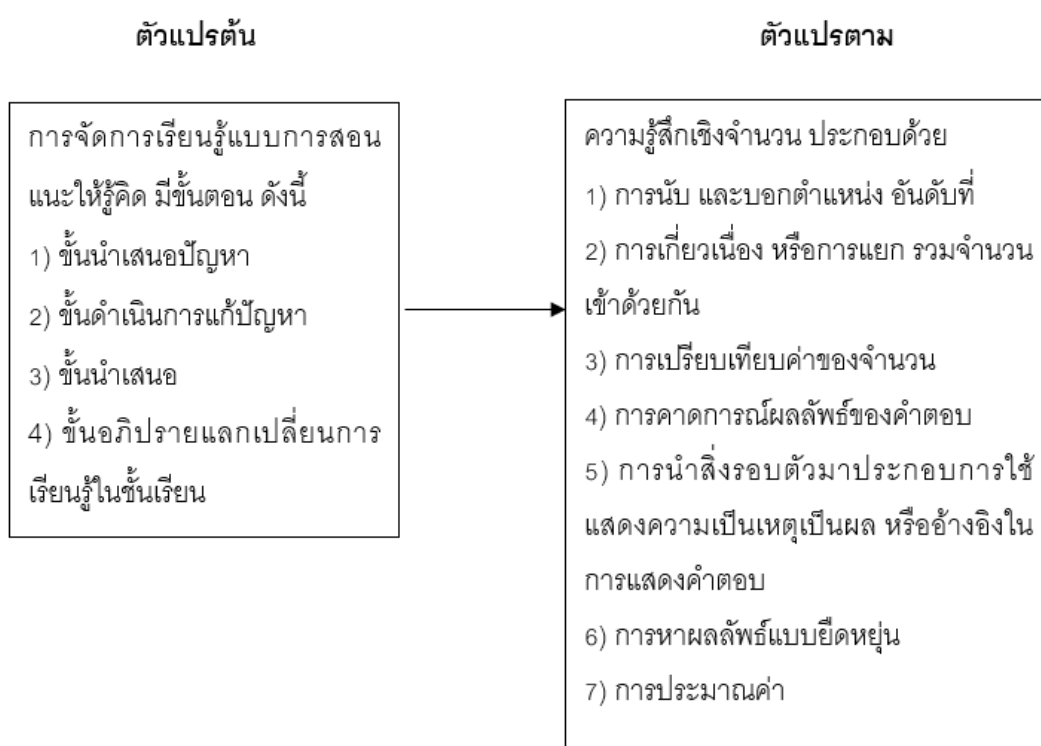 ตัวแปรต้น
การจัดการเรียนรู้แบบการสอน
แนะให้รู้คิด มีขั้นตอน ดังนี้
1) ขั้นนำเสนอปัญหา
2) ขั้นดำเนินการแก้ปัญหา
3) ขั้นนำเสนอ
4) ขั้นอภิปรายแลกเปลี่ยนการ
เรียนรู้ในชั้นเรียน
ตัวแปรตาม
ความรู้สึกเชิงจำนวน ประกอบด้วย
1) การนับ และบอกตำแหน่ง อันดับที่
2) การเกี่ยวเนื่อง หรือการแยก รวมจำนวน
เข้าด้วยกัน
3) การเปรียบเทียบค่าของจำนวน
4) การคาดการณ์ผลลัพธ์ของคำตอบ
5) การนำสิ่งรอบตัวมาประกอบการใช้
แสดงความเป็นเหตุเป็นผล หรืออ้างอิงใน
การแสดงคำตอบ
6) การหาผลลัพธ์แบบยืดหยุ่น
7) การประมาณค่า